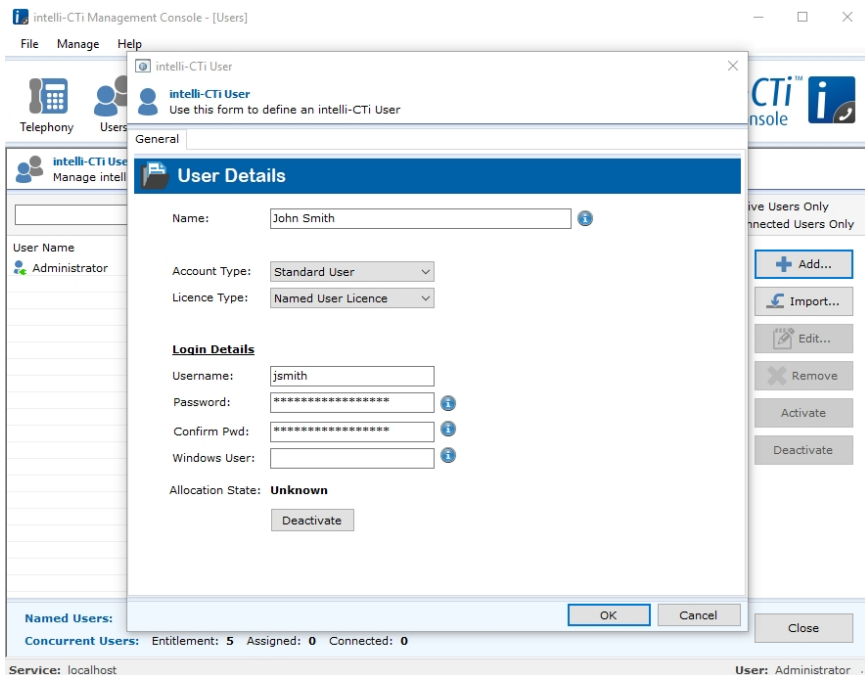 intelli-CTi Management Console - [Users]
File Manage Help
Telephony Users
CTi™
nsole
intelli-CTi User
intelli-CTi User
Use this form to define an intelli-CTi User
General
User Details
Name: John Smith
Account Type: Standard User
Licence Type: Named User Licence
Login Details
Username: jsmith
Password: *****************
Confirm Pwd: *****************
Windows User:
Allocation State: Unknown
Deactivate
OK Cancel
intelli-CTi Use
Manage intell
ive Users Only
nnected Users Only
User Name
Administrator
Add...
Import...
Edit...
Remove
Activate
Deactivate
Named Users:
Concurrent Users: Entitlement: 5 Assigned: 0 Connected: 0
Close
Service: localhost User: Administrator